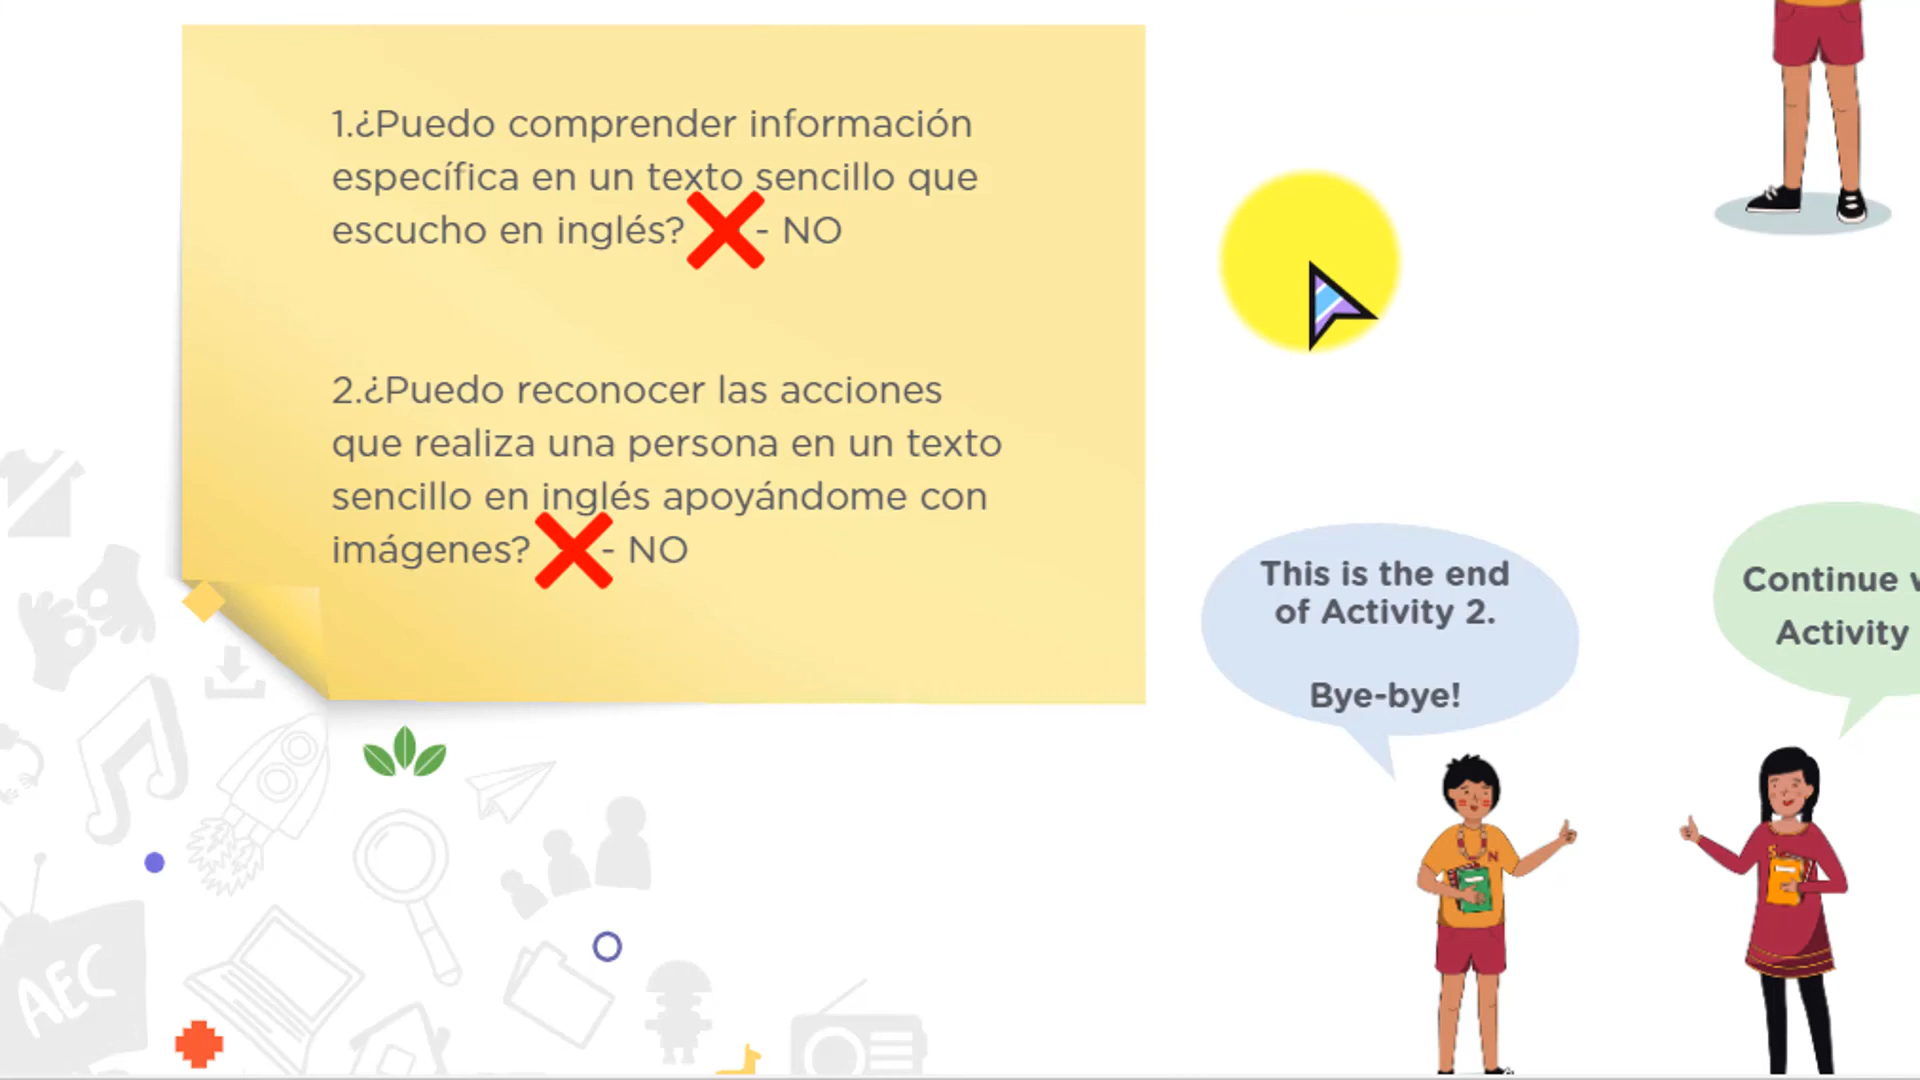 1.¿Puedo comprender información
específica en un texto sencillo que
escucho en inglés? ❌- NO
2.¿Puedo reconocer las acciones
que realiza una persona en un texto
sencillo en inglés apoyándome con
imágenes? ❌- NO
This is the end
of Activity 2.
Bye-bye!
Continue
Activity
N
S
AEC